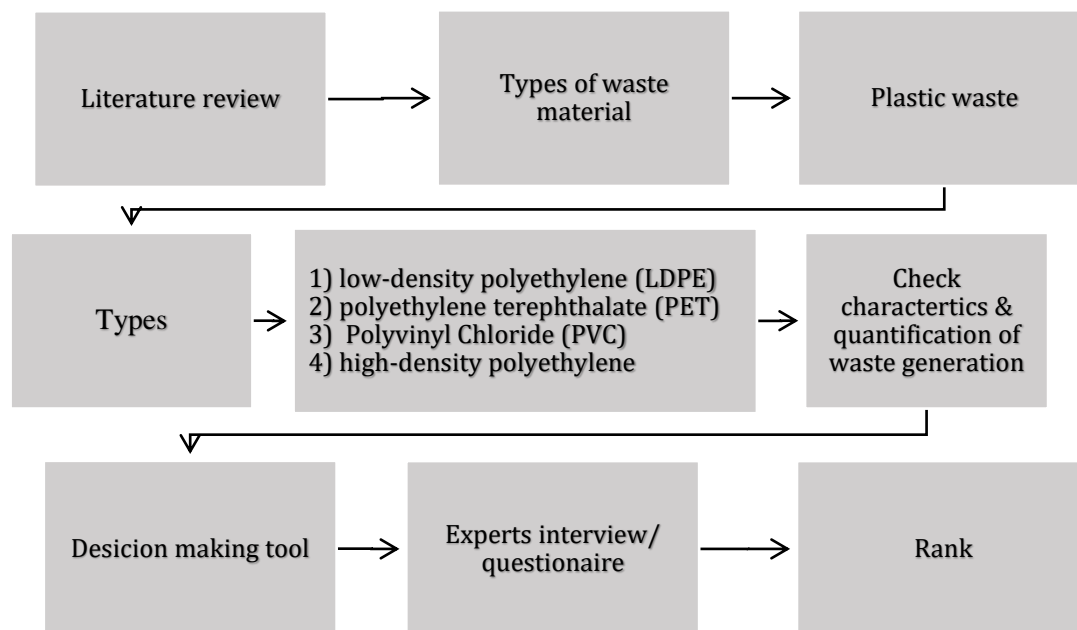 Literature review
Types of waste
material
Plastic waste
Types
1) low-density polyethylene (LDPE)
2) polyethylene terephthalate (PET)
3) Polyvinyl Chloride (PVC)
4) high-density polyethylene
Check
charactertics &
quantification of
waste generation
Desicion making tool
Experts interview/
questionaire
Rank